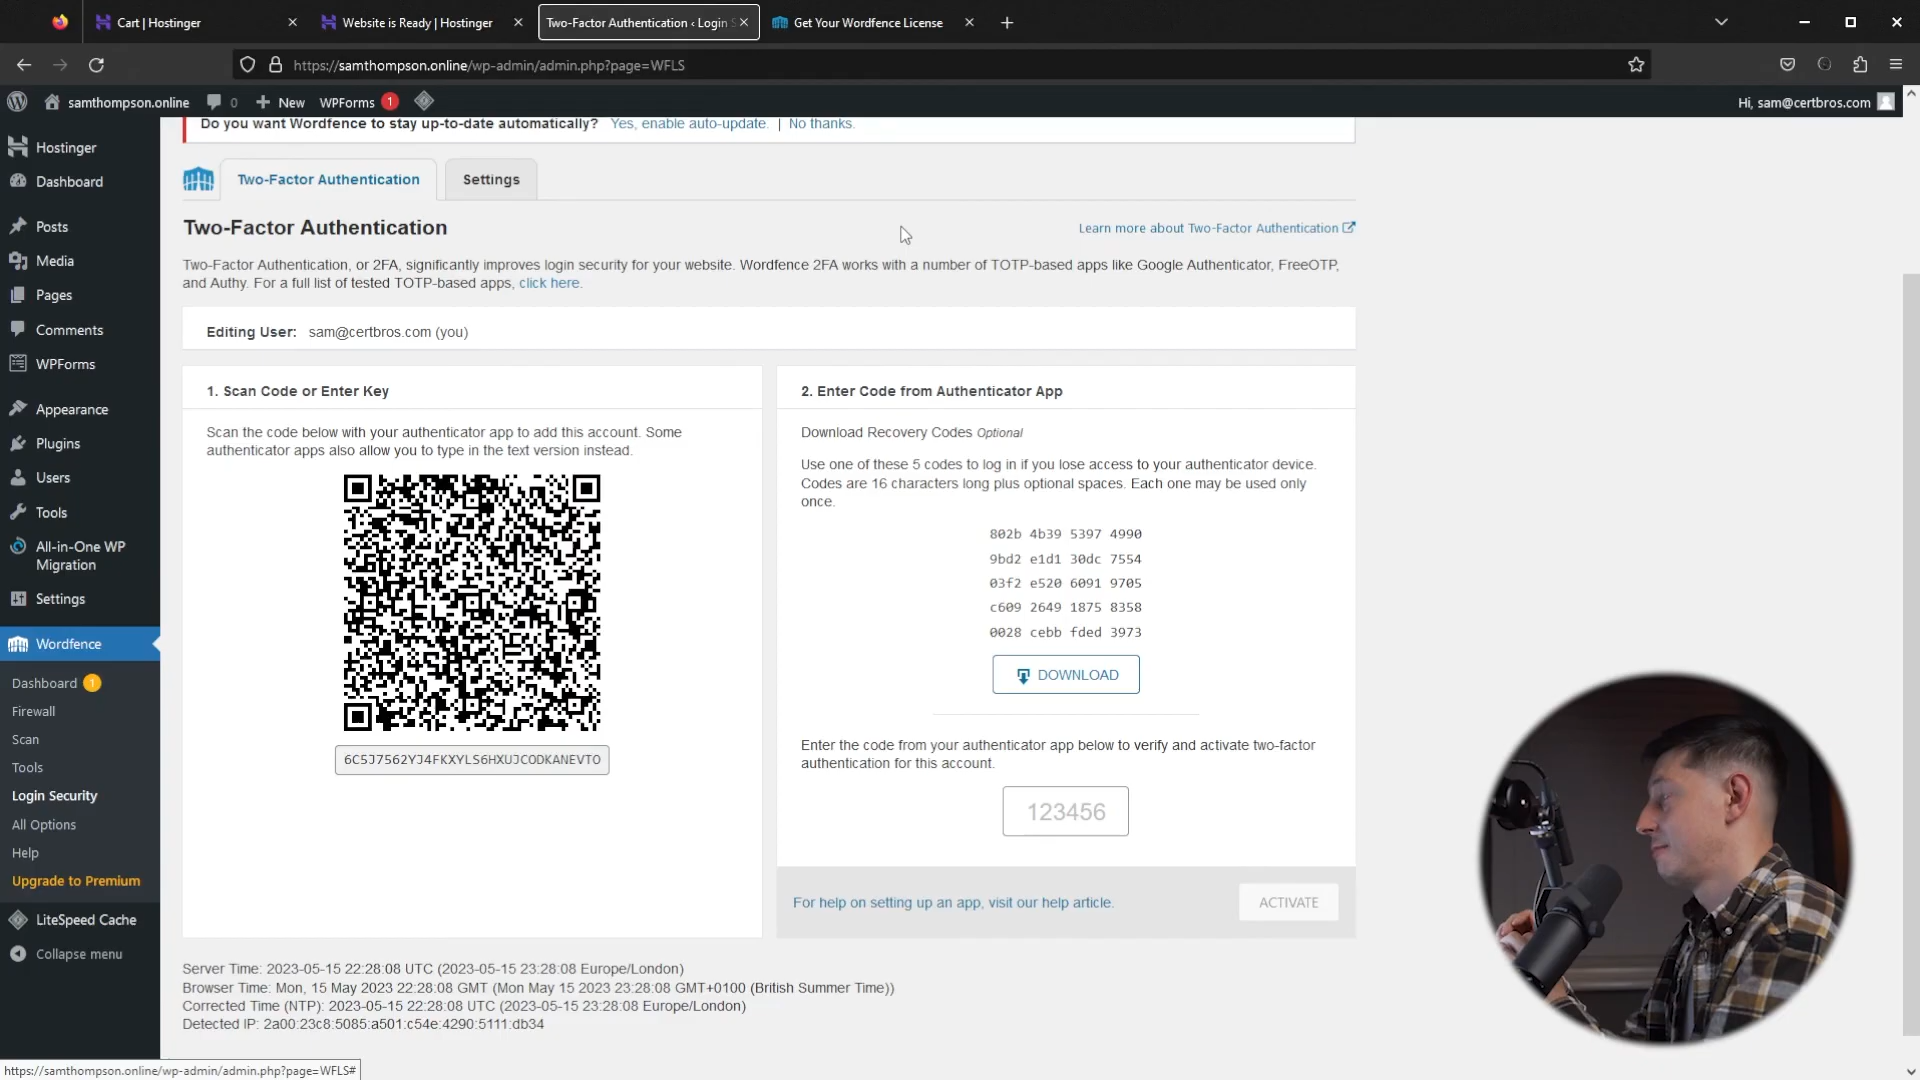 Cart | Hostinger
Website is Ready | Hostinger
Two-Factor Authentication ‹ Login S
Get Your Wordfence License
https://samthompson.online/wp-admin/admin.php?page=WFLS
samthompson.online
0
New
WPForms 1
Hi, sam@certbros.com
Hostinger
Dashboard
Posts
Media
Pages
Comments
WPForms
Appearance
Plugins
Users
Tools
All-in-One WP
Migration
Settings
Wordfence
Dashboard 1
Firewall
Scan
Tools
Login Security
All Options
Help
Upgrade to Premium
LiteSpeed Cache
Collapse menu
Do you want Wordfence to stay up-to-date automatically? Yes, enable auto-update. | No thanks.
Two-Factor Authentication
Settings
Two-Factor Authentication
Learn more about Two-Factor Authentication
Two-Factor Authentication, or 2FA, significantly improves login security for your website. Wordfence 2FA works with a number of TOTP-based apps like Google Authenticator, FreeOTP,
and Authy. For a full list of tested TOTP-based apps, click here.
Editing User: sam@certbros.com (you)
1. Scan Code or Enter Key
Scan the code below with your authenticator app to add this account. Some
authenticator apps also allow you to type in the text version instead.
6C5J7562YJ4FKXYLS6HXUJCODKANEVTO
2. Enter Code from Authenticator App
Download Recovery Codes Optional
Use one of these 5 codes to log in if you lose access to your authenticator device.
Codes are 16 characters long plus optional spaces. Each one may be used only
once.
802b 4b39 5397 4990
9bd2 e1d1 30dc 7554
03f2 e520 6091 9705
c609 2649 1875 8358
0028 cebb fded 3973
DOWNLOAD
Enter the code from your authenticator app below to verify and activate two-factor
authentication for this account.
123456
For help on setting up an app, visit our help article.
ACTIVATE
Server Time: 2023-05-15 22:28:08 UTC (2023-05-15 23:28:08 Europe/London)
Browser Time: Mon, 15 May 2023 22:28:08 GMT (Mon May 15 2023 23:28:08 GMT+0100 (British Summer Time))
Corrected Time (NTP): 2023-05-15 22:28:08 UTC (2023-05-15 23:28:08 Europe/London)
Detected IP: 2a00:23c8:5085:a501:c54e:4290:5111:db34
https://samthompson.online/wp-admin/admin.php?page=WFLS#